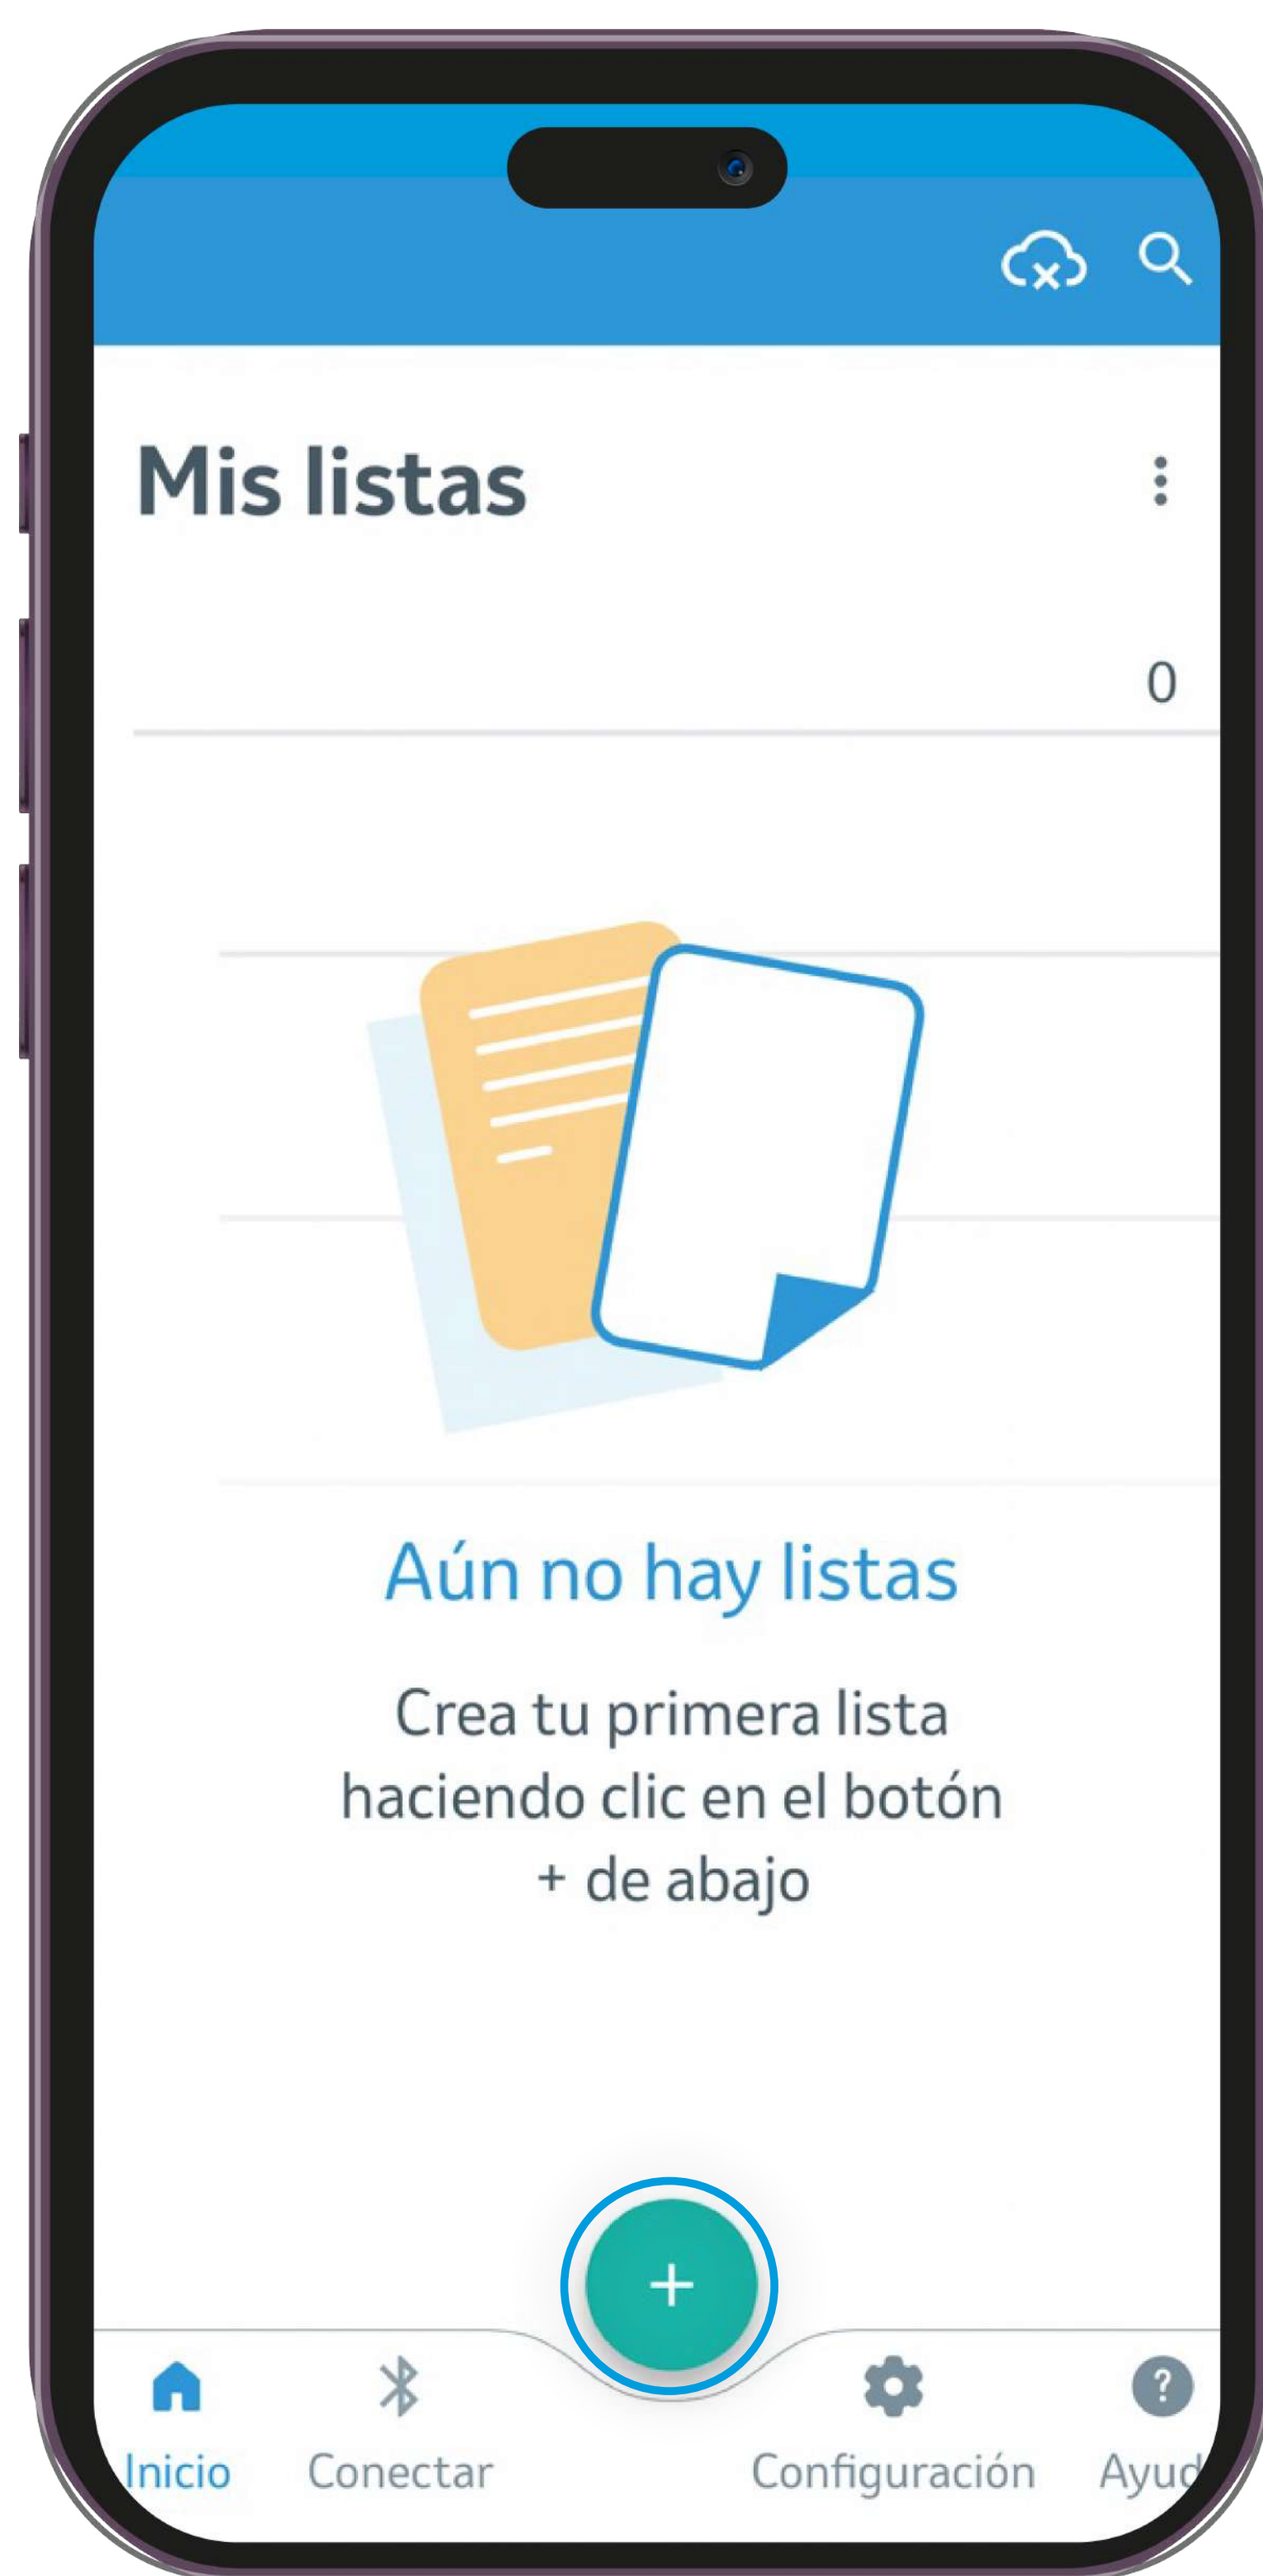 Mis listas
0
Aún no hay listas
Crea tu primera lista
haciendo clic en el botón
+ de abajo
+
Inicio Conectar Configuración Ayud